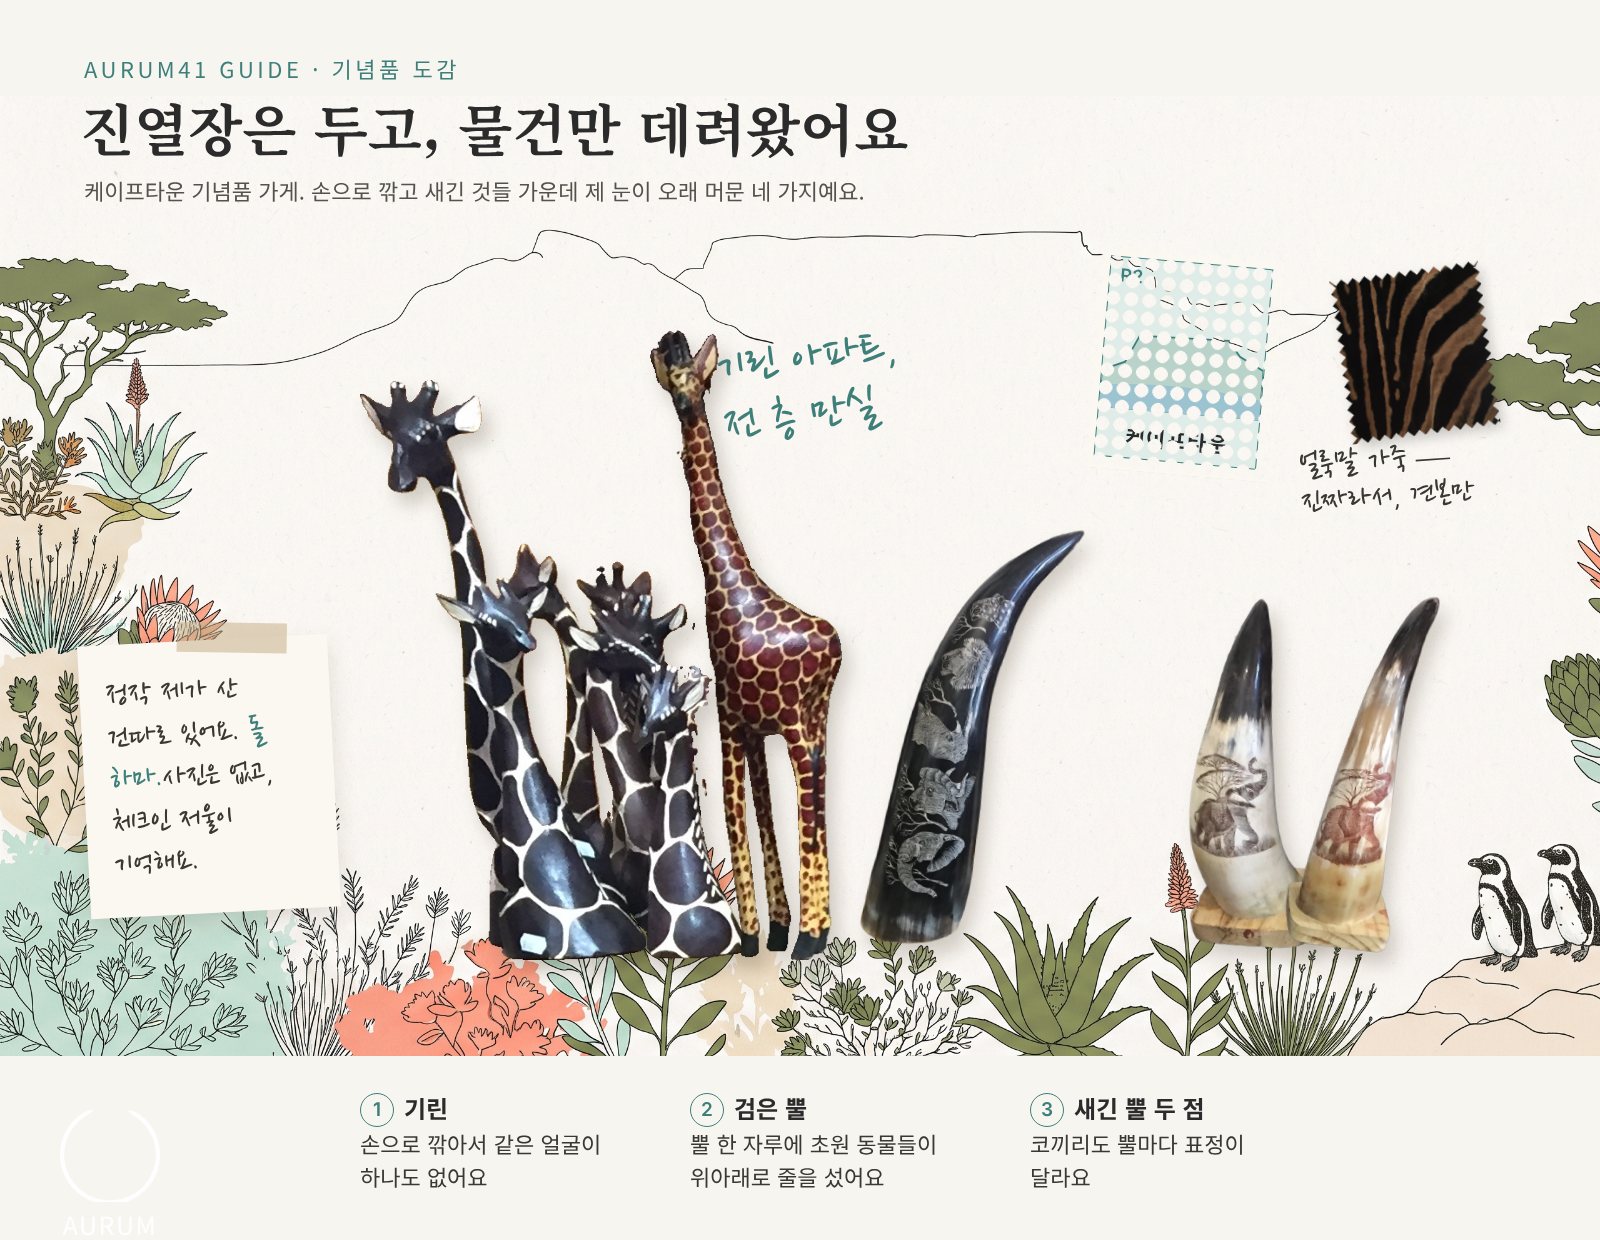 AURUM41 GUIDE · 기념품 도감
진열장은 두고, 물건만 데려왔어요
케이프타운 기념품 가게. 손으로 깎고 새긴 것들 가운데 제 눈이 오래 머문 네 가지예요.
기린 아파트,
전 층 만실
R2
케이프타운
얼룩말 가죽 —
진짜라서, 견본만
정작 제가 산
건따로 있어요. 돌
하마.사진은 없고,
체크인 저울이
기억해요.
1 기린
손으로 깎아서 같은 얼굴이
하나도 없어요
2 검은 뿔
뿔 한 자루에 초원 동물들이
위아래로 줄을 섰어요
3 새긴 뿔 두 점
코끼리도 뿔마다 표정이
달라요
AURUM